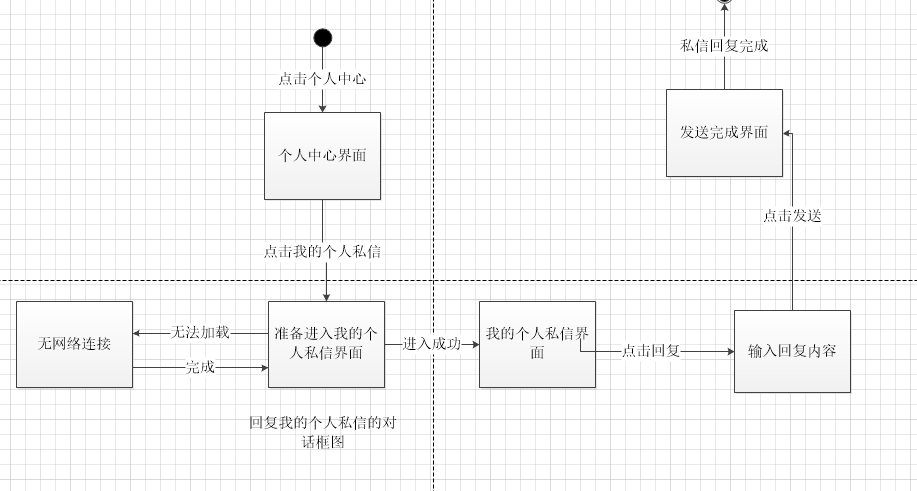 点击个人中心
个人中心界面
点击我的个人私信
无网络连接
无法加载
完成
准备进入我的个
人私信界面
进入成功
我的个人私信界
面
点击回复
输入回复内容
点击发送
发送完成界面
私信回复完成
回复我的个人私信的对
话框图